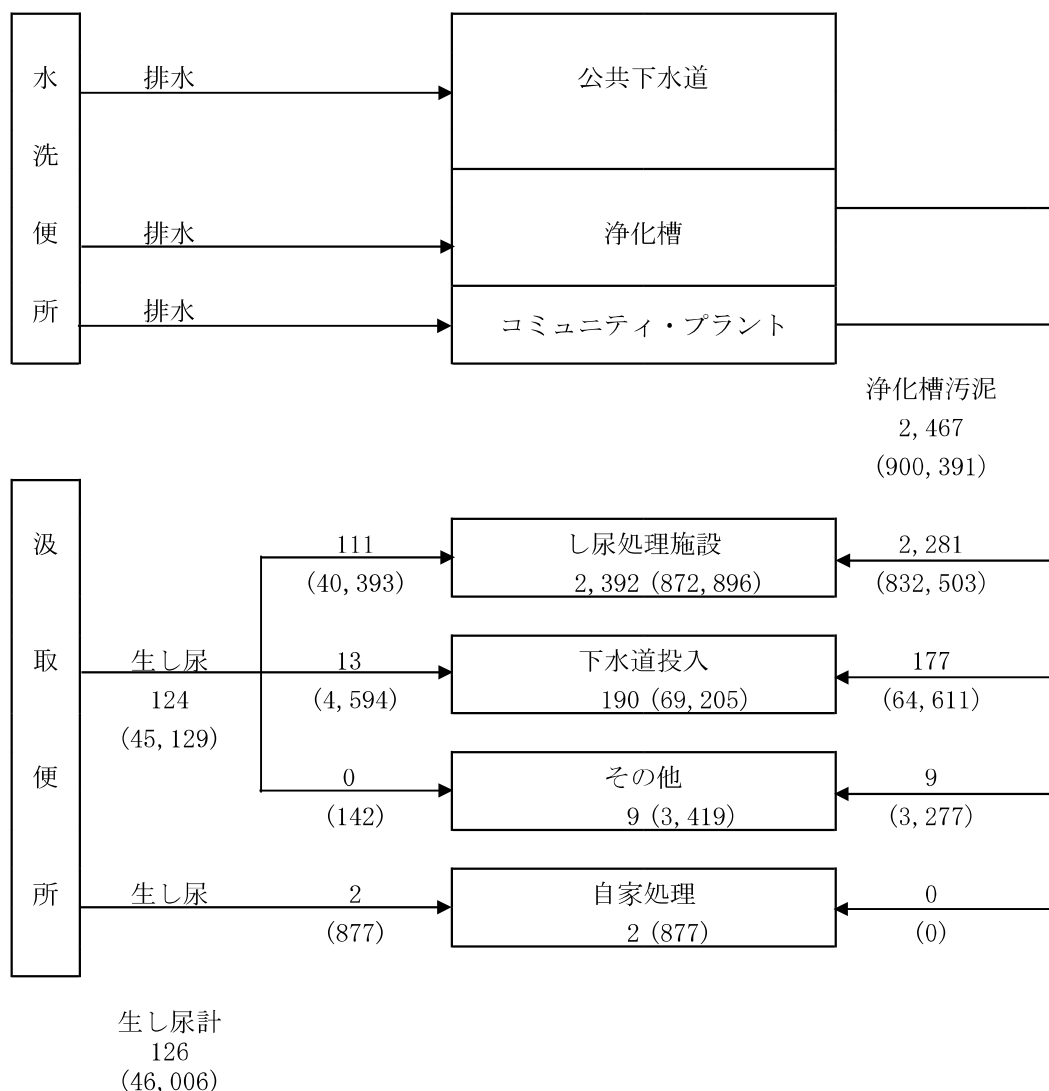 水洗便所
排水
公共下水道
排水
浄化槽
排水
コミュニティ・プラント
浄化槽汚泥
2,467
(900,391)
汲取便所
生し尿
124
(45,129)
111
(40,393)
し尿処理施設
2,392 (872,896)
2,281
(832,503)
13
(4,594)
下水道投入
190 (69,205)
177
(64,611)
0
(142)
その他
9 (3,419)
9
(3,277)
生し尿
2
(877)
自家処理
2 (877)
0
(0)
生し尿計
126
(46,006)